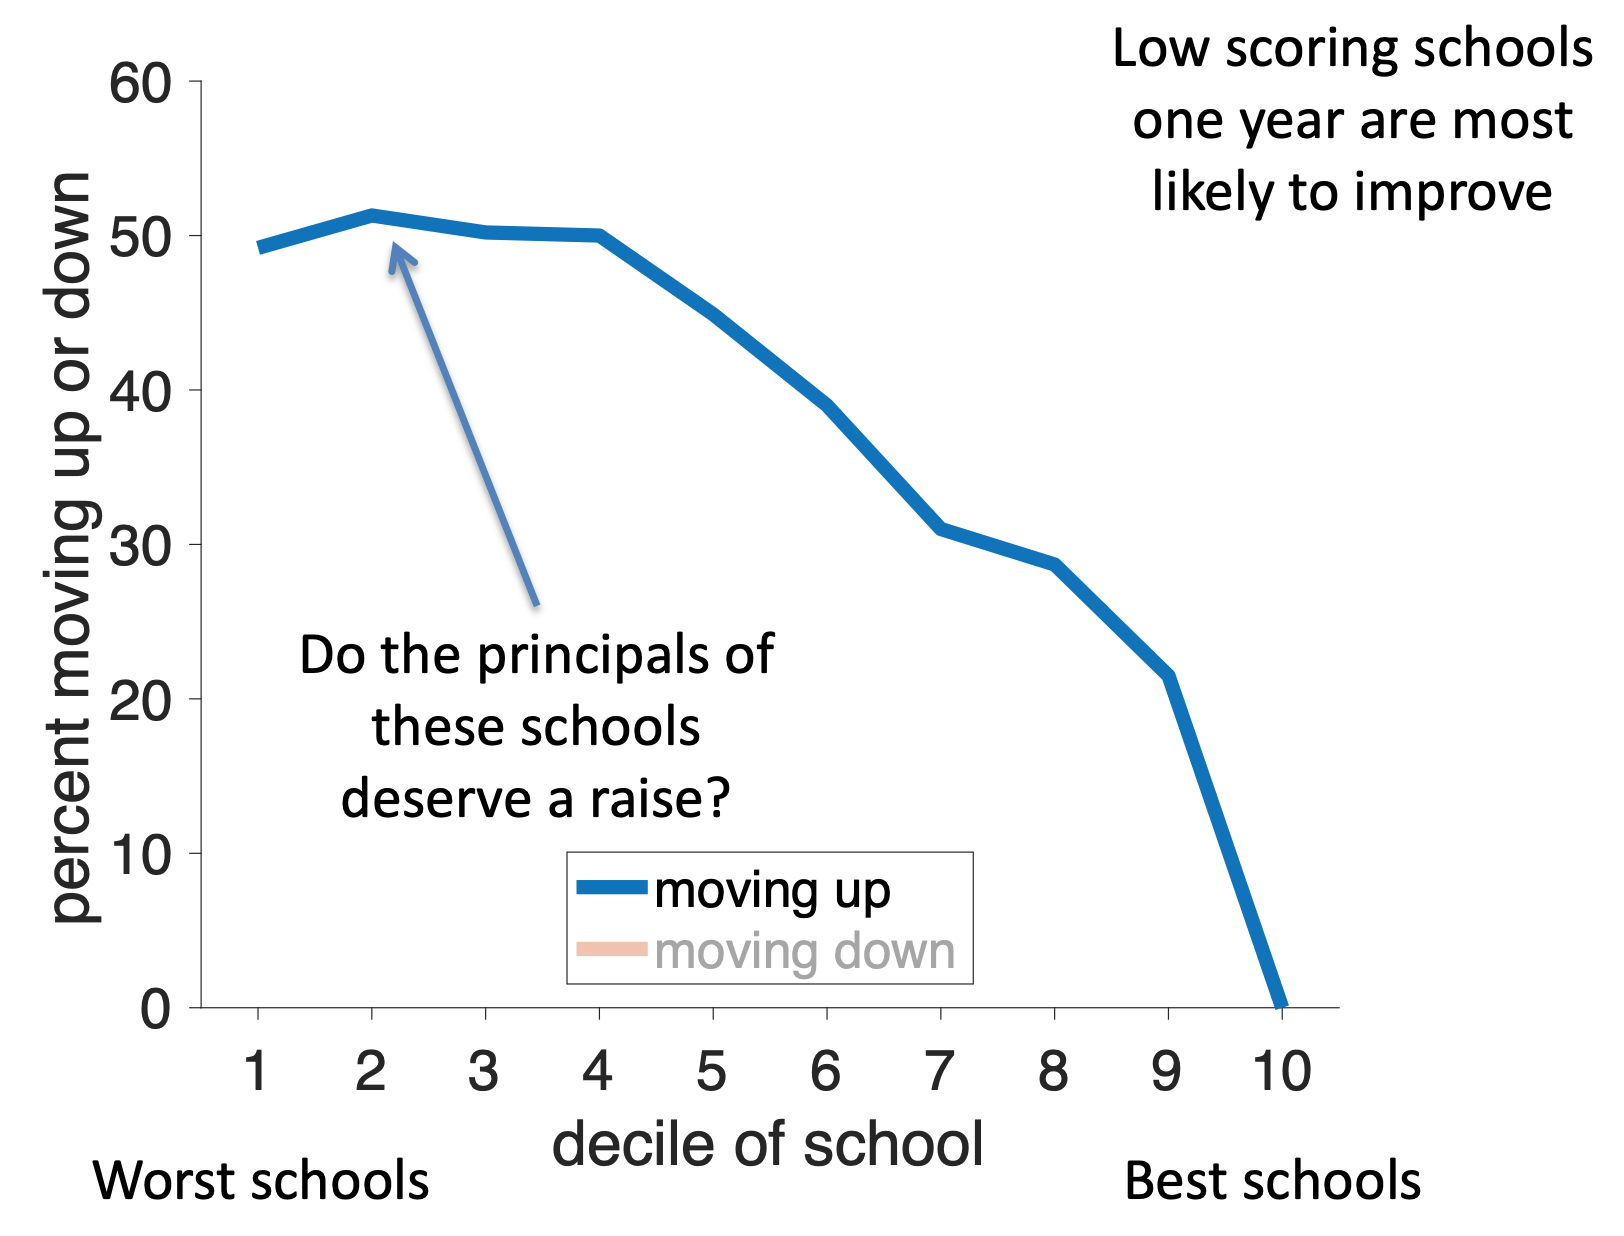 Low scoring schools
one year are most
likely to improve
percent moving up or down
60
50
40
30
20
10
0
Do the principals of
these schools
deserve a raise?
moving up
moving down
1 2 3 4 5 6 7 8 9 10
decile of school
Worst schools
Best schools